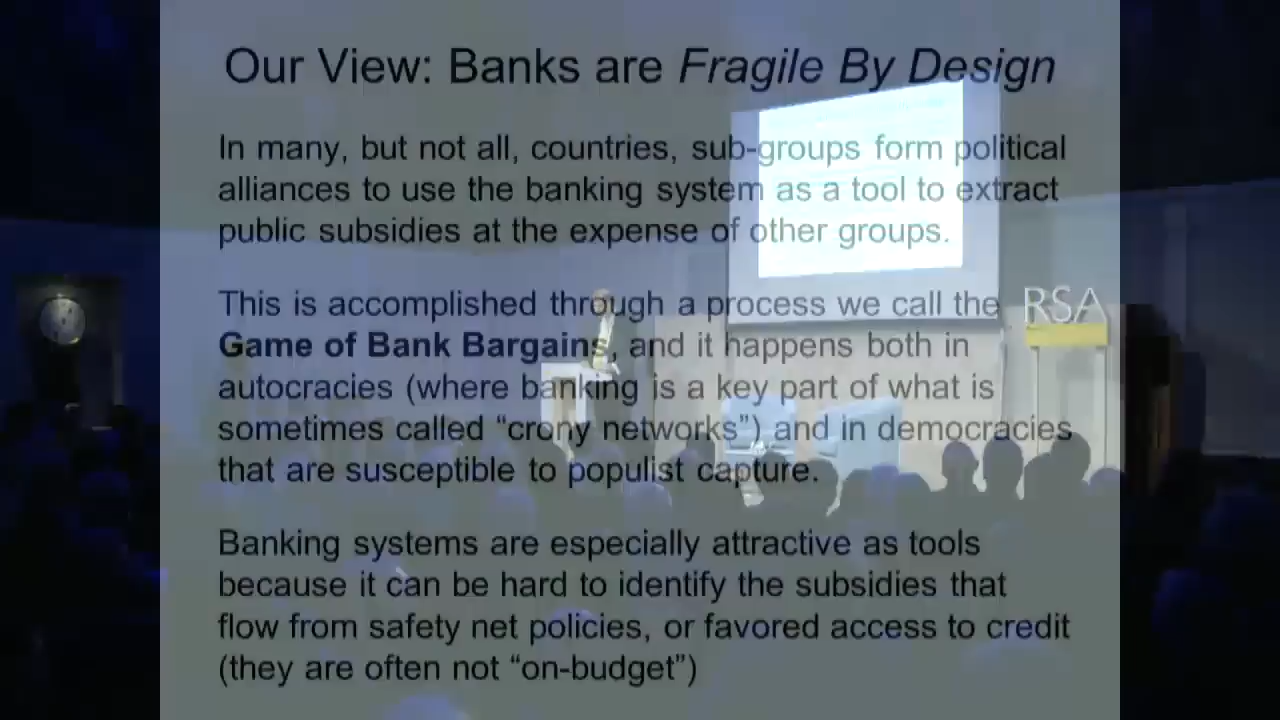 Our View: Banks are Fragile By Design
In many, but not all, countries, sub-groups form political
alliances to use the banking system as a tool to extract
public subsidies at the expense of other groups.
This is accomplished through a process we call the
Game of Bank Bargains, and it happens both in
autocracies (where banking is a key part of what is
sometimes called “crony networks”) and in democracies
that are susceptible to populist capture.
Banking systems are especially attractive as tools
because it can be hard to identify the subsidies that
flow from safety net policies, or favored access to credit
(they are often not “on-budget”)
RSA